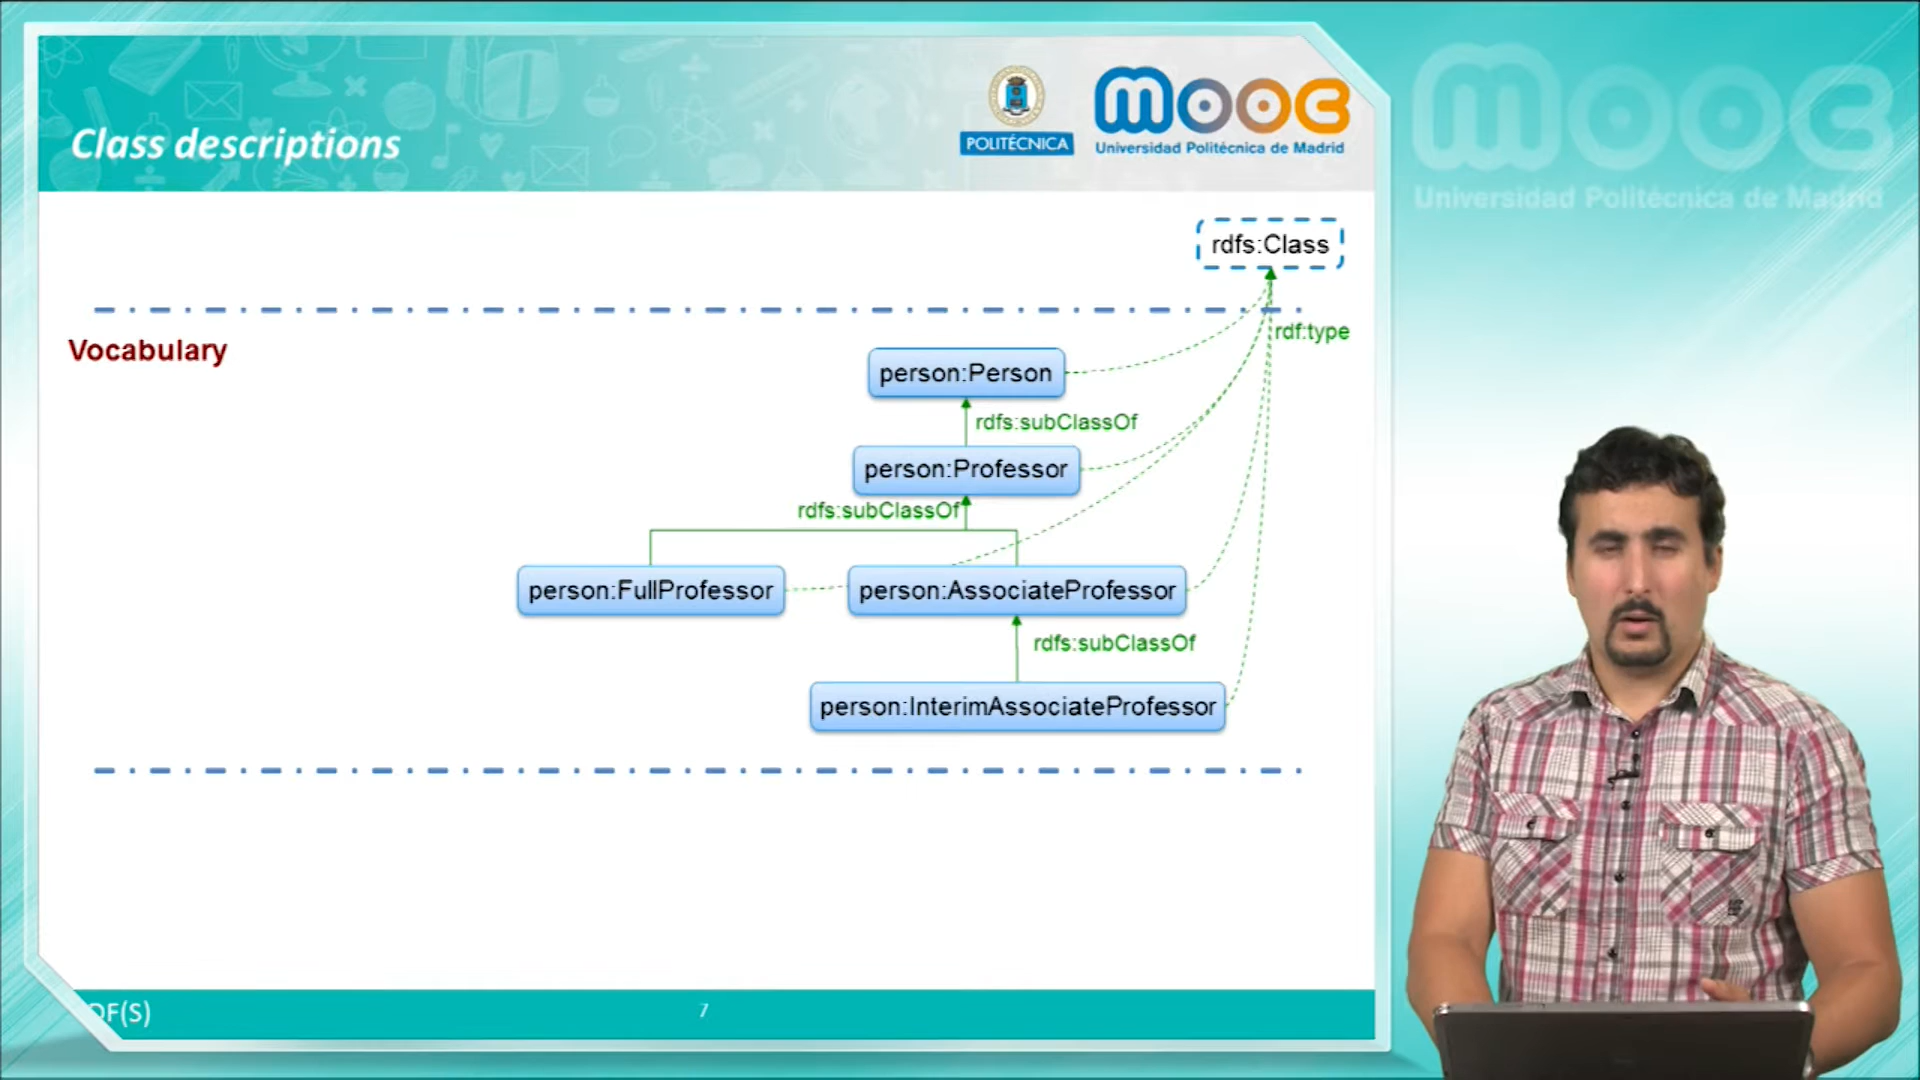 Class descriptions
POLITÉCNICA
MOOC
Universidad Politécnica de Madrid
MOOC
Universidad Politécnica de Madrid
rdfs:Class
rdf:type
Vocabulary
person:Person
rdfs:subClassOf
person:Professor
rdfs:subClassOf
person:FullProfessor
person:AssociateProfessor
rdfs:subClassOf
person:InterimAssociateProfessor
DF(S)
7